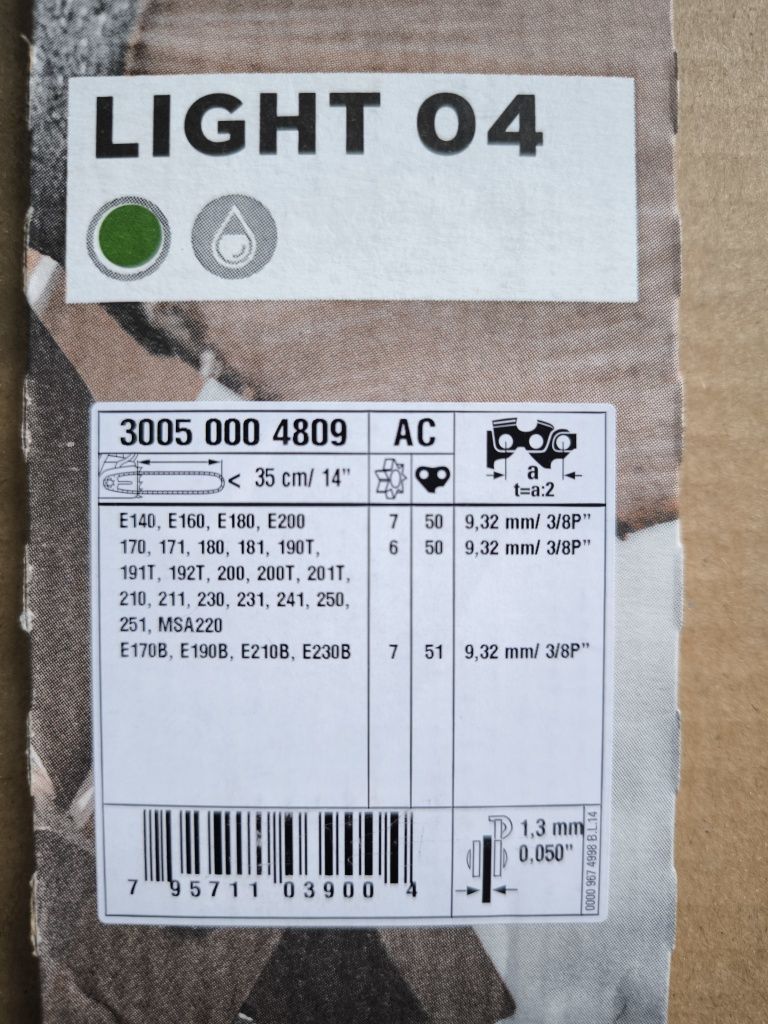 LIGHT 04
3005 000 4809 AC
< 35 cm/ 14" a
t=a:2
E140, E160, E180, E200 7 50 9,32 mm/ 3/8P"
170, 171, 180, 181, 190T, 6 50 9,32 mm/ 3/8P"
191T, 192T, 200, 200T, 201T,
210, 211, 230, 231, 241, 250,
251, MSA220
E170B, E190B, E210B, E230B 7 51 9,32 mm/ 3/8P"
1,3 mm
0,050"
7 95711 03900 4
0000 967 4998 B.L.14